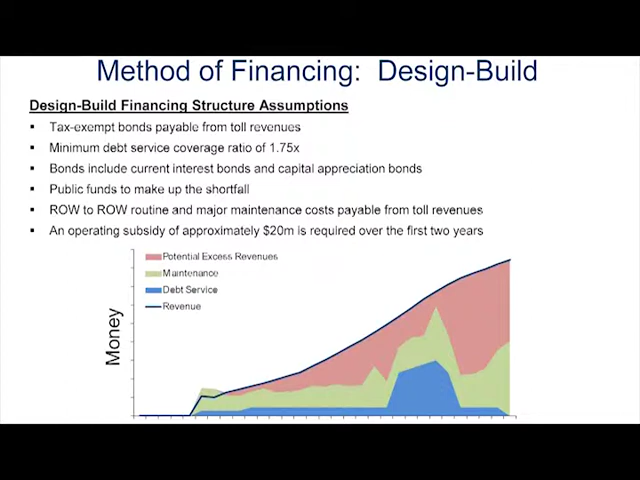 Method of Financing: Design-Build
Design-Build Financing Structure Assumptions
▪ Tax-exempt bonds payable from toll revenues
▪ Minimum debt service coverage ratio of 1.75x
▪ Bonds include current interest bonds and capital appreciation bonds
▪ Public funds to make up the shortfall
▪ ROW to ROW routine and major maintenance costs payable from toll revenues
▪ An operating subsidy of approximately $20m is required over the first two years
Potential Excess Revenues
Maintenance
Debt Service
Revenue
Money